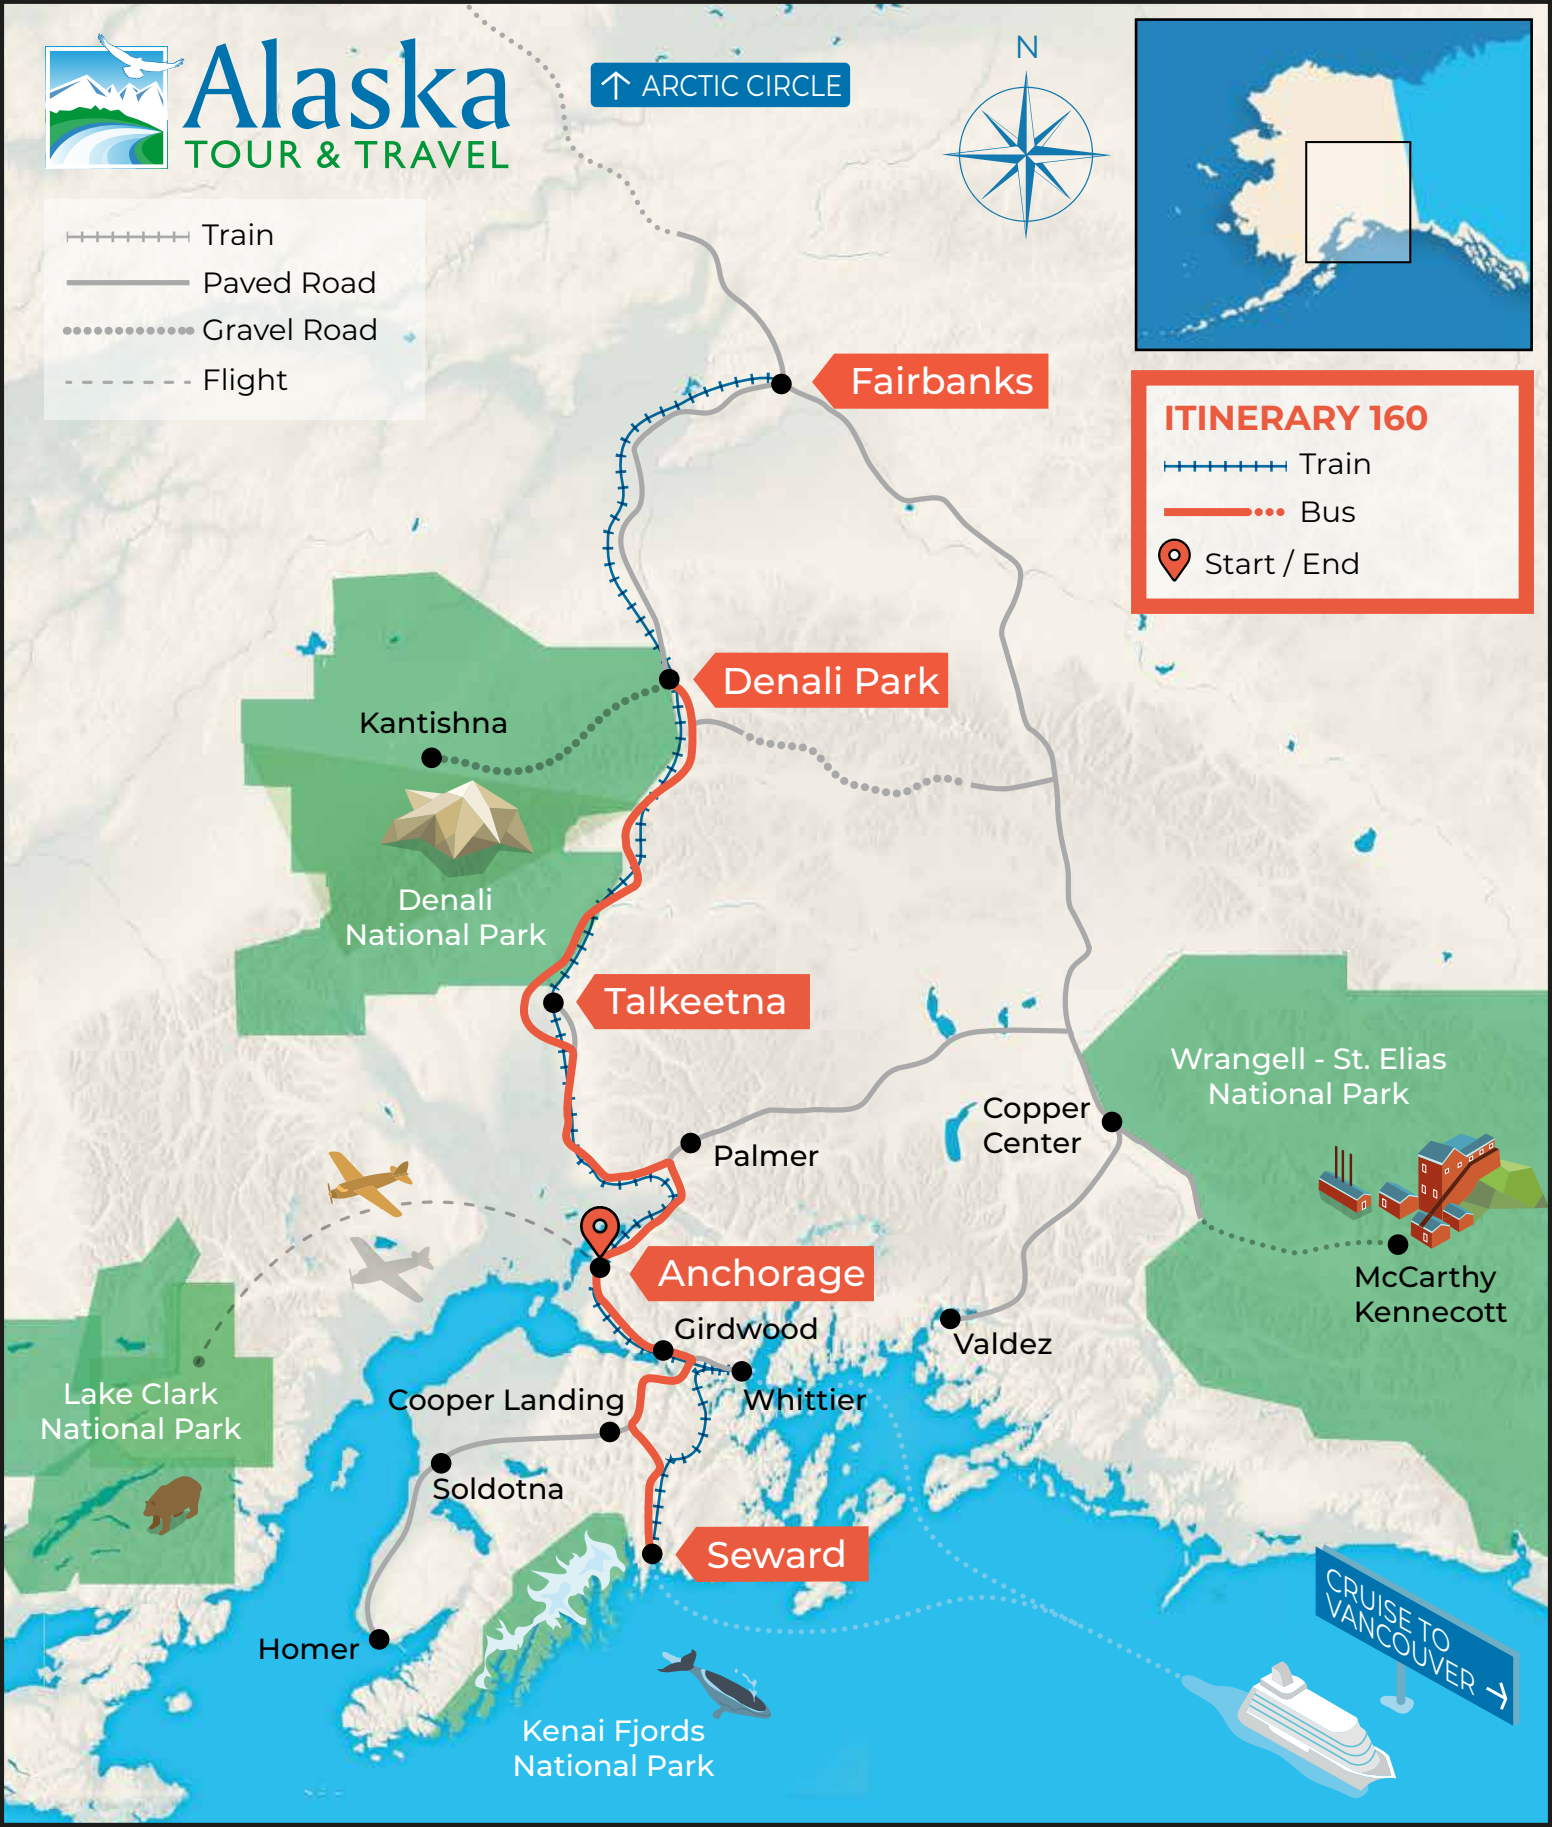 Alaska
TOUR & TRAVEL
↑ ARCTIC CIRCLE
N
Train
Paved Road
Gravel Road
Flight
Fairbanks
ITINERARY 160
Train
Bus
Start / End
Denali Park
Kantishna
Denali
National Park
Talkeetna
Wrangell - St. Elias
National Park
Copper
Center
Palmer
Anchorage
McCarthy
Kennecott
Girdwood
Valdez
Whittier
Cooper Landing
Lake Clark
National Park
Soldotna
Seward
Homer
Kenai Fjords
National Park
CRUISE TO
VANCOUVER →